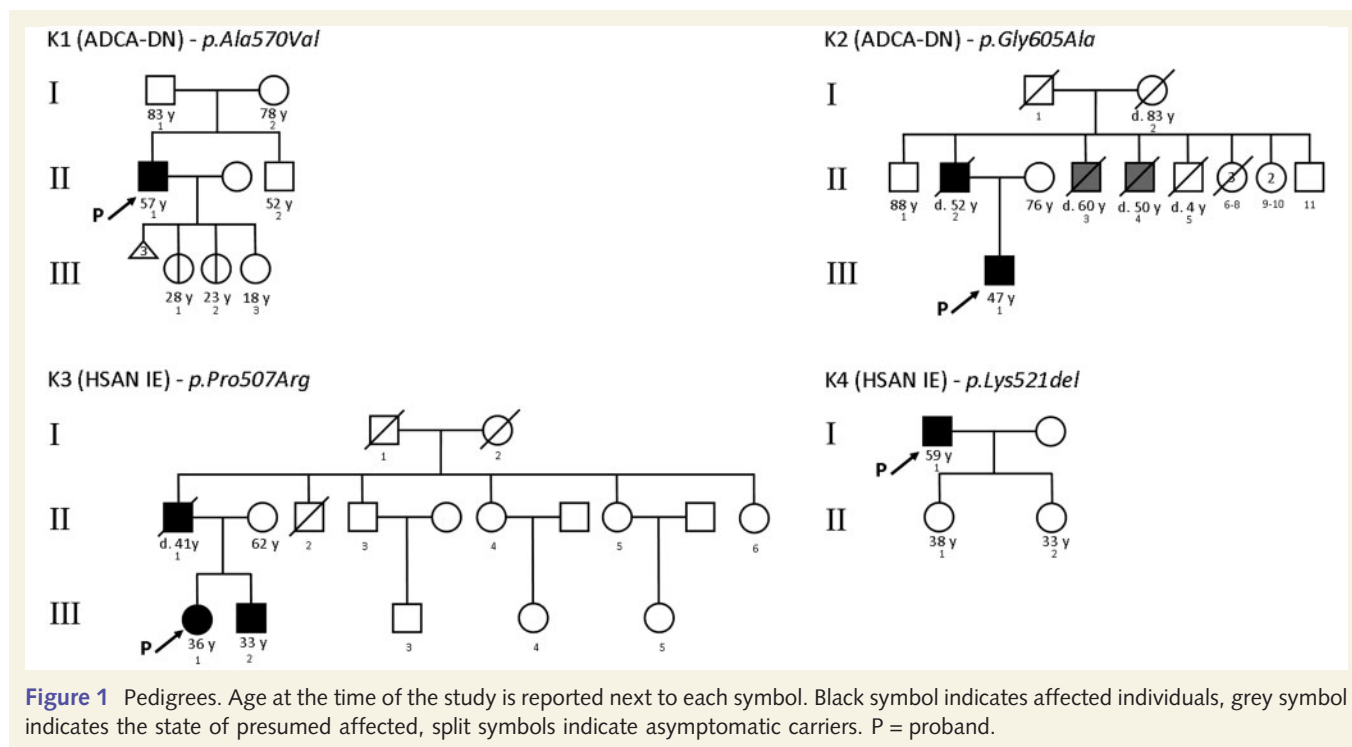 K1 (ADCA-DN) - p.Ala570Val
I
83 y
1
78 y
2
II
P
57 y
1
52 y
2
III
3
28 y
1
23 y
2
18 y
3
K2 (ADCA-DN) - p.Gly605Ala
I
1
d. 83 y
2
II
88 y
1
d. 52 y
2
76 y
d. 60 y
3
d. 50 y
4
d. 4 y
5
3
6-8
2
9-10
11
III
P
47 y
1
K3 (HSAN IE) - p.Pro507Arg
I
1
2
II
d. 41y
1
62 y
2
3
4
5
6
III
P
36 y
1
33 y
2
3
4
5
K4 (HSAN IE) - p.Lys521del
I
P
59 y
1
II
38 y
1
33 y
2
Figure 1 Pedigrees. Age at the time of the study is reported next to each symbol. Black symbol indicates affected individuals, grey symbol
indicates the state of presumed affected, split symbols indicate asymptomatic carriers. P = proband.